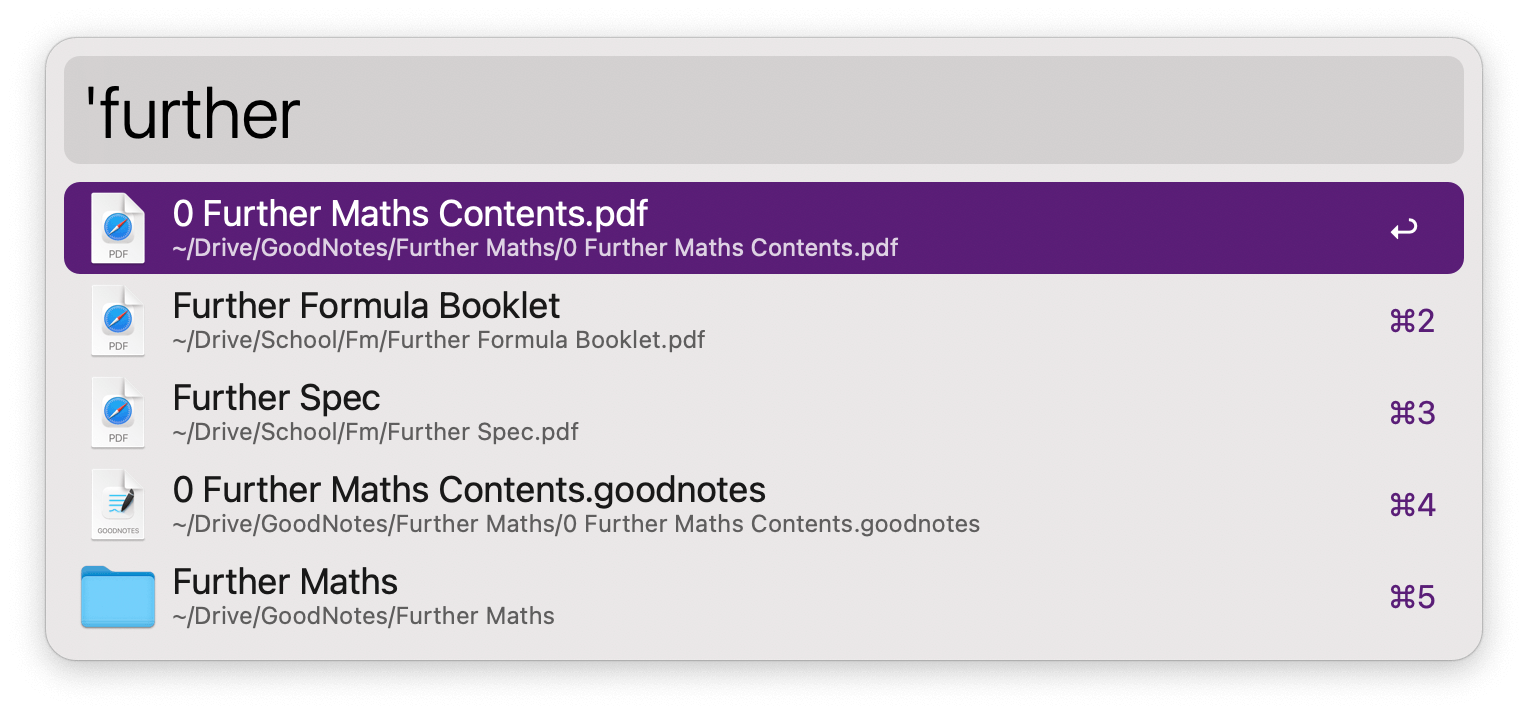 'further
0 Further Maths Contents.pdf
~/Drive/GoodNotes/Further Maths/0 Further Maths Contents.pdf
PDF
Further Formula Booklet
~/Drive/School/Fm/Further Formula Booklet.pdf
PDF
⌘2
Further Spec
~/Drive/School/Fm/Further Spec.pdf
PDF
⌘3
0 Further Maths Contents.goodnotes
~/Drive/GoodNotes/Further Maths/0 Further Maths Contents.goodnotes
GOODNOTES
⌘4
Further Maths
~/Drive/GoodNotes/Further Maths
⌘5